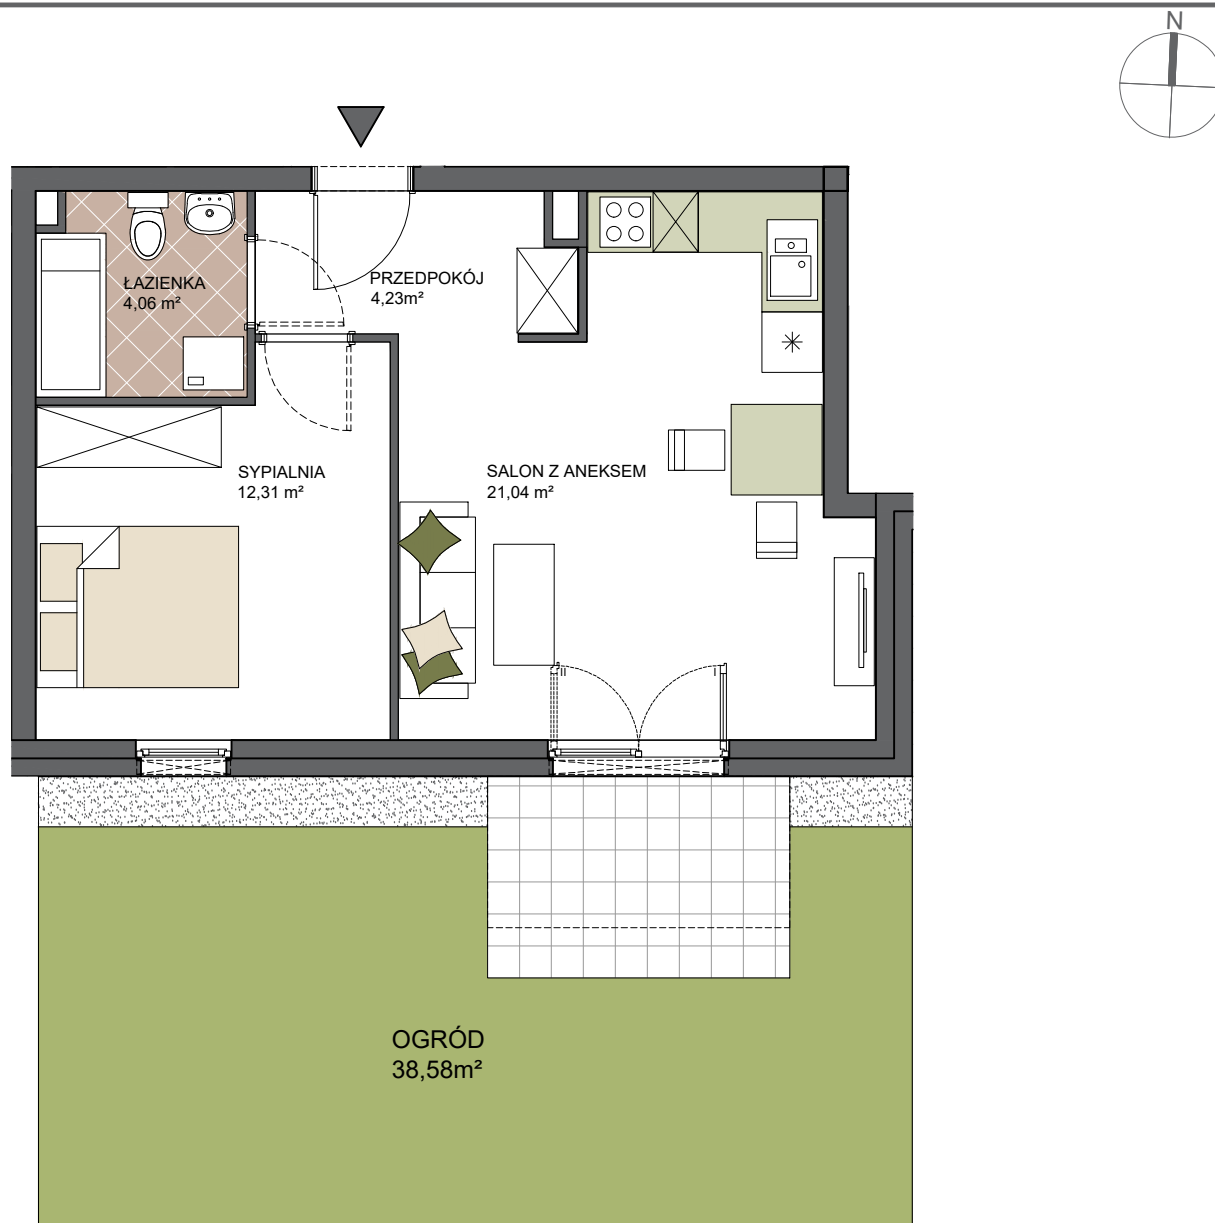 N
ŁAZIENKA
4,06 m²
PRZEDPOKÓJ
4,23m²
SYPIALNIA
12,31 m²
SALON Z ANEKSEM
21,04 m²
OGRÓD
38,58m²